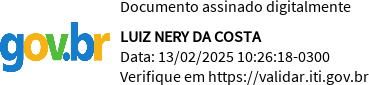 Documento assinado digitalmente
gov.br
LUIZ NERY DA COSTA
Data: 13/02/2025 10:26:18-0300
Verifique em https://validar.iti.gov.br